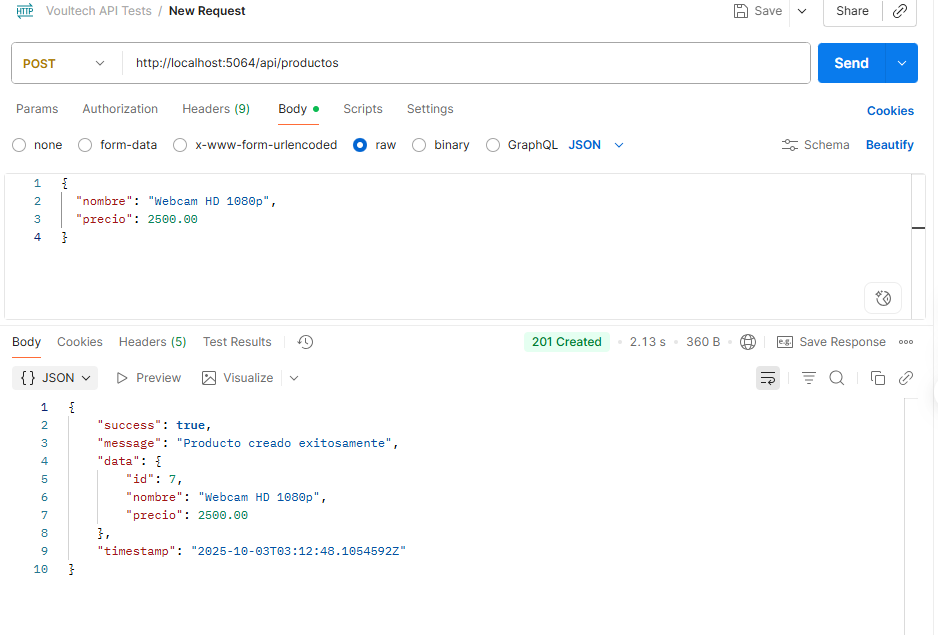 HTTP Voultech API Tests / New Request Save Share
POST http://localhost:5064/api/productos Send
Params Authorization Headers (9) Body Scripts Settings Cookies
none form-data x-www-form-urlencoded raw binary GraphQL JSON Schema Beautify
1 {
2 "nombre": "Webcam HD 1080p",
3 "precio": 2500.00
4 }
Body Cookies Headers (5) Test Results 201 Created • 2.13 s • 360 B • e.g. Save Response
{} JSON Preview Visualize
1 {
2 "success": true,
3 "message": "Producto creado exitosamente",
4 "data": {
5 "id": 7,
6 "nombre": "Webcam HD 1080p",
7 "precio": 2500.00
8 },
9 "timestamp": "2025-10-03T03:12:48.1054592Z"
10 }